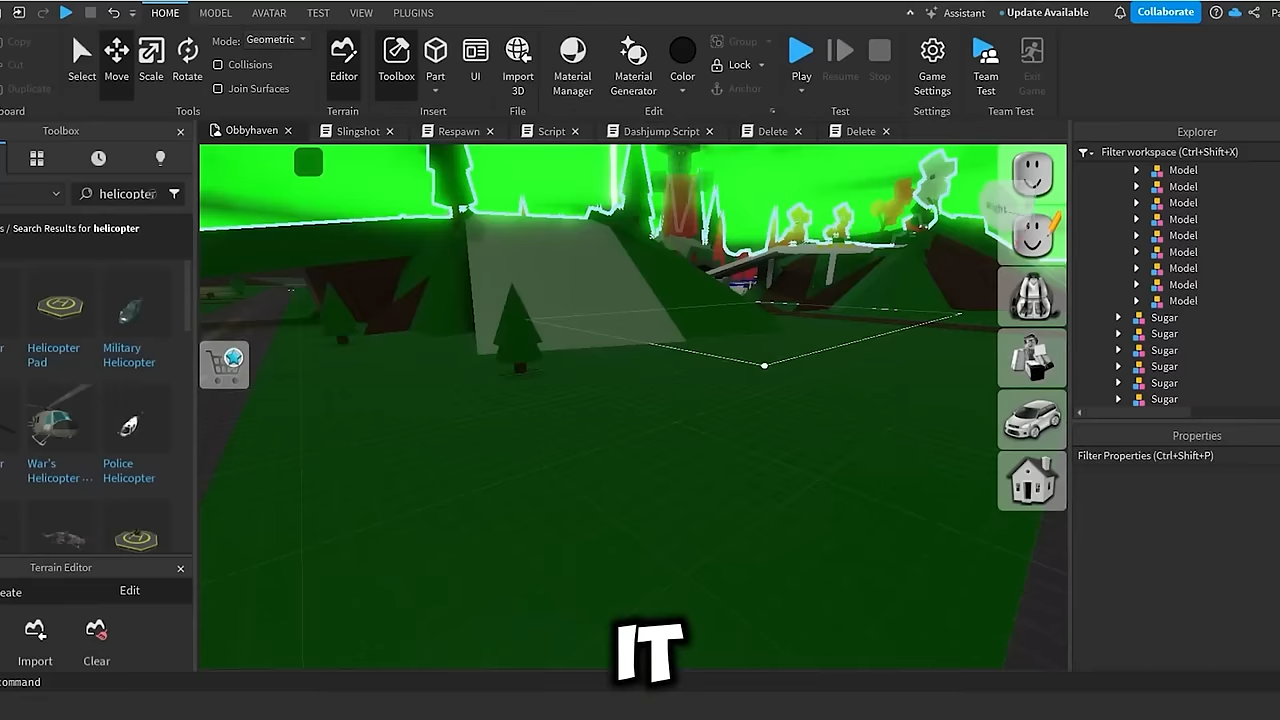 HOME MODEL AVATAR TEST VIEW PLUGINS
Assistant Update Available Collaborate
Copy
Cut
Duplicate
Select Move Scale Rotate
Mode: Geometric
Collisions
Join Surfaces
Editor
Toolbox Part UI Import
3D
Material
Manager
Material
Generator
Color
Group
Lock
Anchor
Play Resume Stop
Game
Settings
Team
Test
Exit
Game
board Tools Terrain Insert File Edit Test Settings Team Test
Toolbox
Obbyhaven Slingshot Respawn Script Dashjump Script Delete Delete
Explorer
Filter workspace (Ctrl+Shift+X)
helicopter
s / Search Results for helicopter
Helicopter
Pad
Military
Helicopter
War's
Helicopter ...
Police
Helicopter
Right
Model
Model
Model
Model
Model
Model
Model
Model
Model
Sugar
Sugar
Sugar
Sugar
Sugar
Sugar
Properties
Filter Properties (Ctrl+Shift+P)
Terrain Editor
eate Edit
Import Clear
ommand
IT